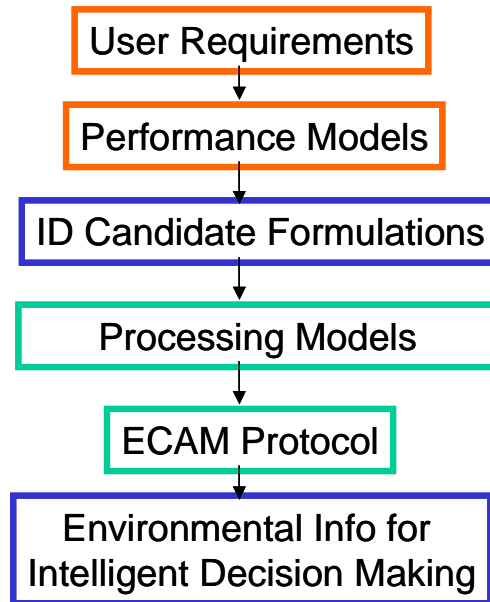 User Requirements
Performance Models
ID Candidate Formulations
Processing Models
ECAM Protocol
Environmental Info for
Intelligent Decision Making